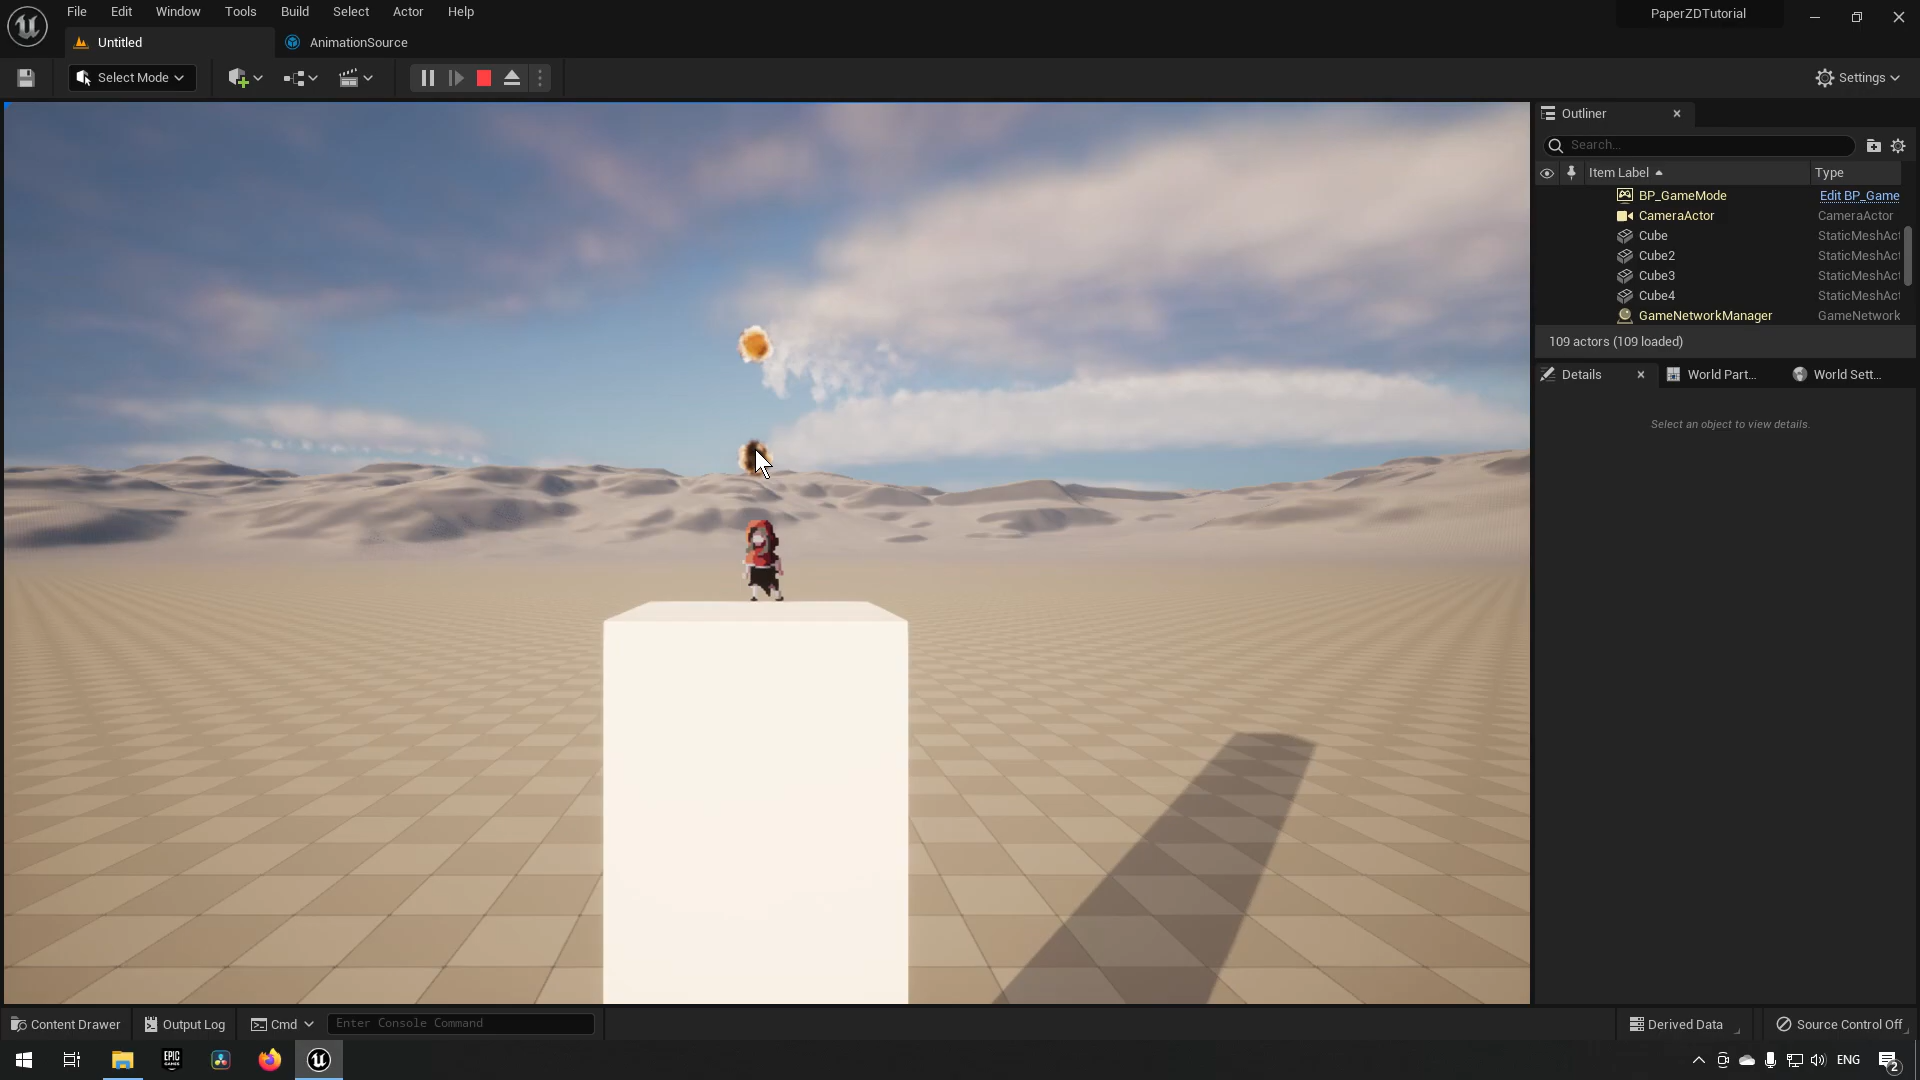 File Edit Window Tools Build Select Actor Help
PaperZDTutorial
Untitled AnimationSource
Select Mode
Settings
Outliner
Search...
Item Label Type
BP_GameMode Edit BP_Game
CameraActor CameraActor
Cube StaticMeshAct
Cube2 StaticMeshAct
Cube3 StaticMeshAct
Cube4 StaticMeshAct
GameNetworkManager GameNetwork
109 actors (109 loaded)
Details World Part... World Sett...
Select an object to view details.
Content Drawer Output Log Cmd Enter Console Command Derived Data Source Control Off
EPIC GAMES ENG 2